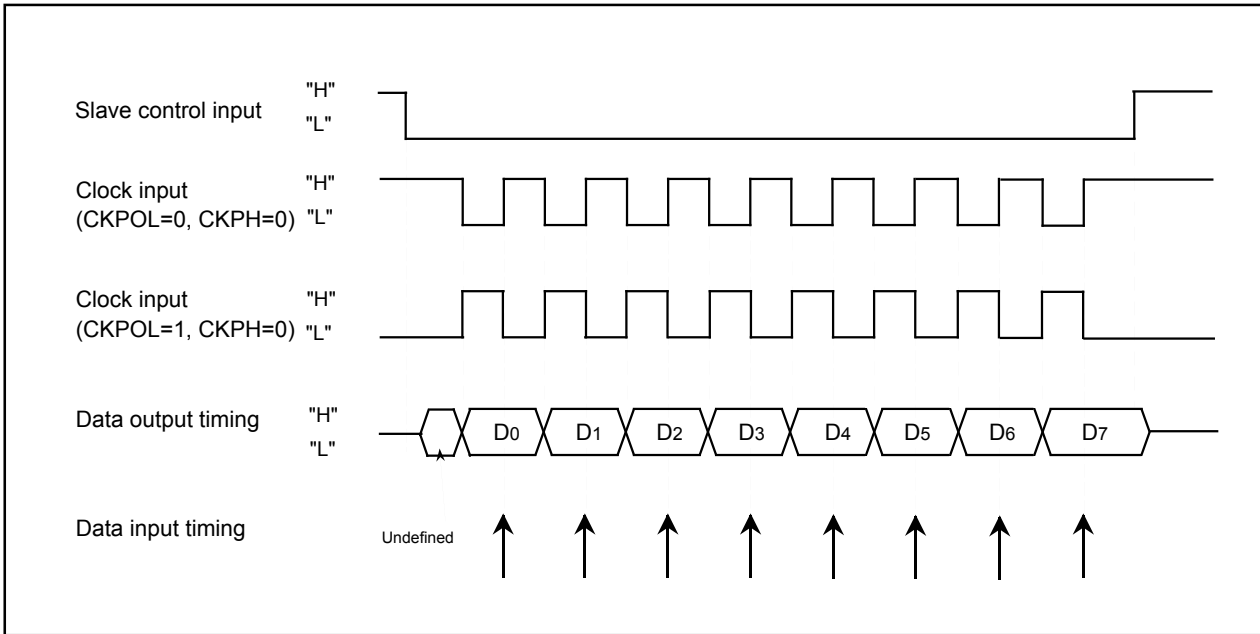 Slave control input
"H"
"L"
Clock input
(CKPOL=0, CKPH=0)
"H"
"L"
Clock input
(CKPOL=1, CKPH=0)
"H"
"L"
Data output timing
"H"
"L"
D0 D1 D2 D3 D4 D5 D6 D7
Data input timing
Undefined